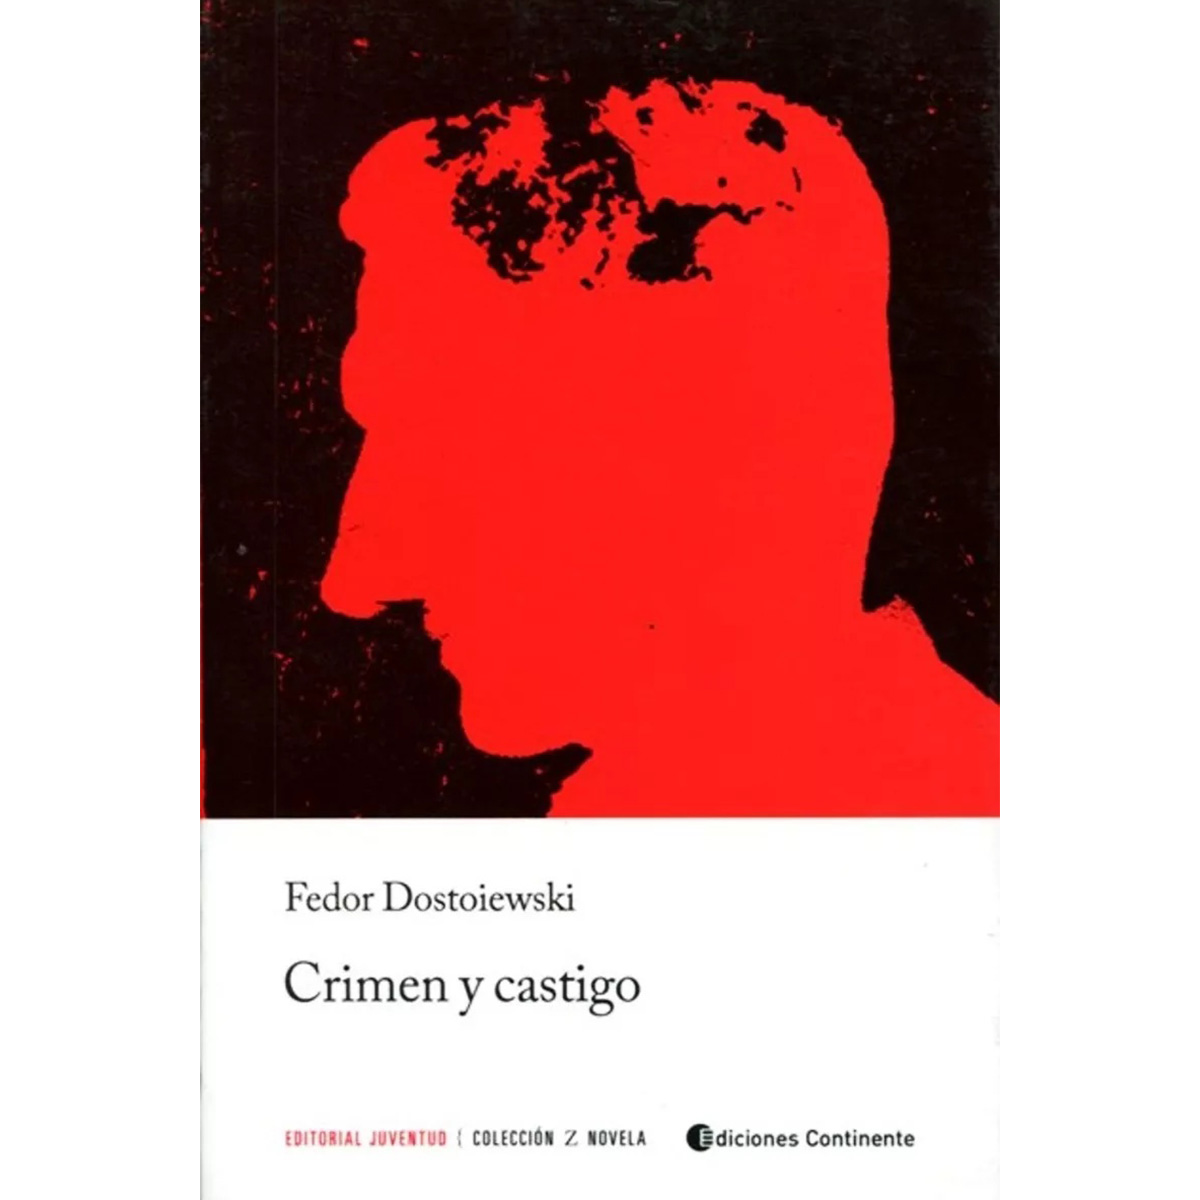 Fedor Dostoiewski
Crimen y castigo
EDITORIAL JUVENTUD { COLECCIÓN Z NOVELA Ediciones Continente